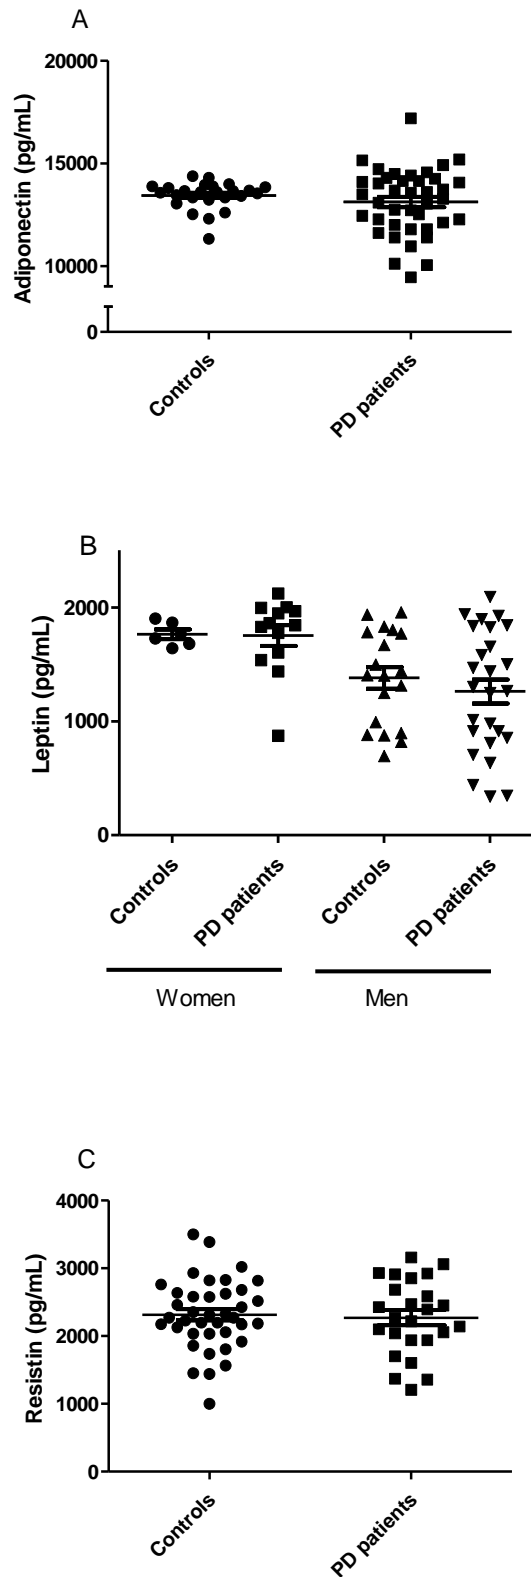 A
Adiponectin (pg/mL)
20000
15000
10000
0
Controls
PD patients
B
Leptin (pg/mL)
2000
1000
0
Controls
PD patients
Controls
PD patients
Women
Men
C
Resistin (pg/mL)
4000
3000
2000
1000
0
Controls
PD patients